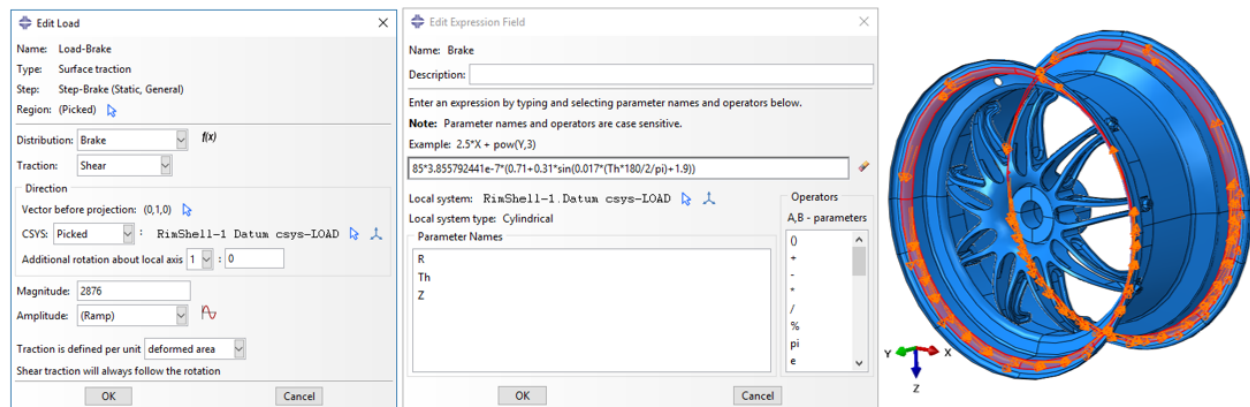 Edit Load
Name: Load-Brake
Type: Surface traction
Step: Step-Brake (Static, General)
Region: (Picked)
Distribution: Brake f(x)
Traction: Shear
Direction
Vector before projection: (0,1,0)
CSYS: Picked : RimShell-1 Datum csys-LOAD
Additional rotation about local axis 1 : 0
Magnitude: 2876
Amplitude: (Ramp)
Traction is defined per unit deformed area
Shear traction will always follow the rotation
OK Cancel
Edit Expression Field
Name: Brake
Description:
Enter an expression by typing and selecting parameter names and operators below.
Note: Parameter names and operators are case sensitive.
Example: 2.5*X + pow(Y,3)
85*3.855792441e-7*(0.71+0.31*sin(0.017*(Th*180/2/pi)+1.9))
Local system: RimShell-1.Datum csys-LOAD
Local system type: Cylindrical
Parameter Names
R
Th
Z
Operators
A,B - parameters
()
+
-
*
/
%
pi
e
OK Cancel
Y X
Z